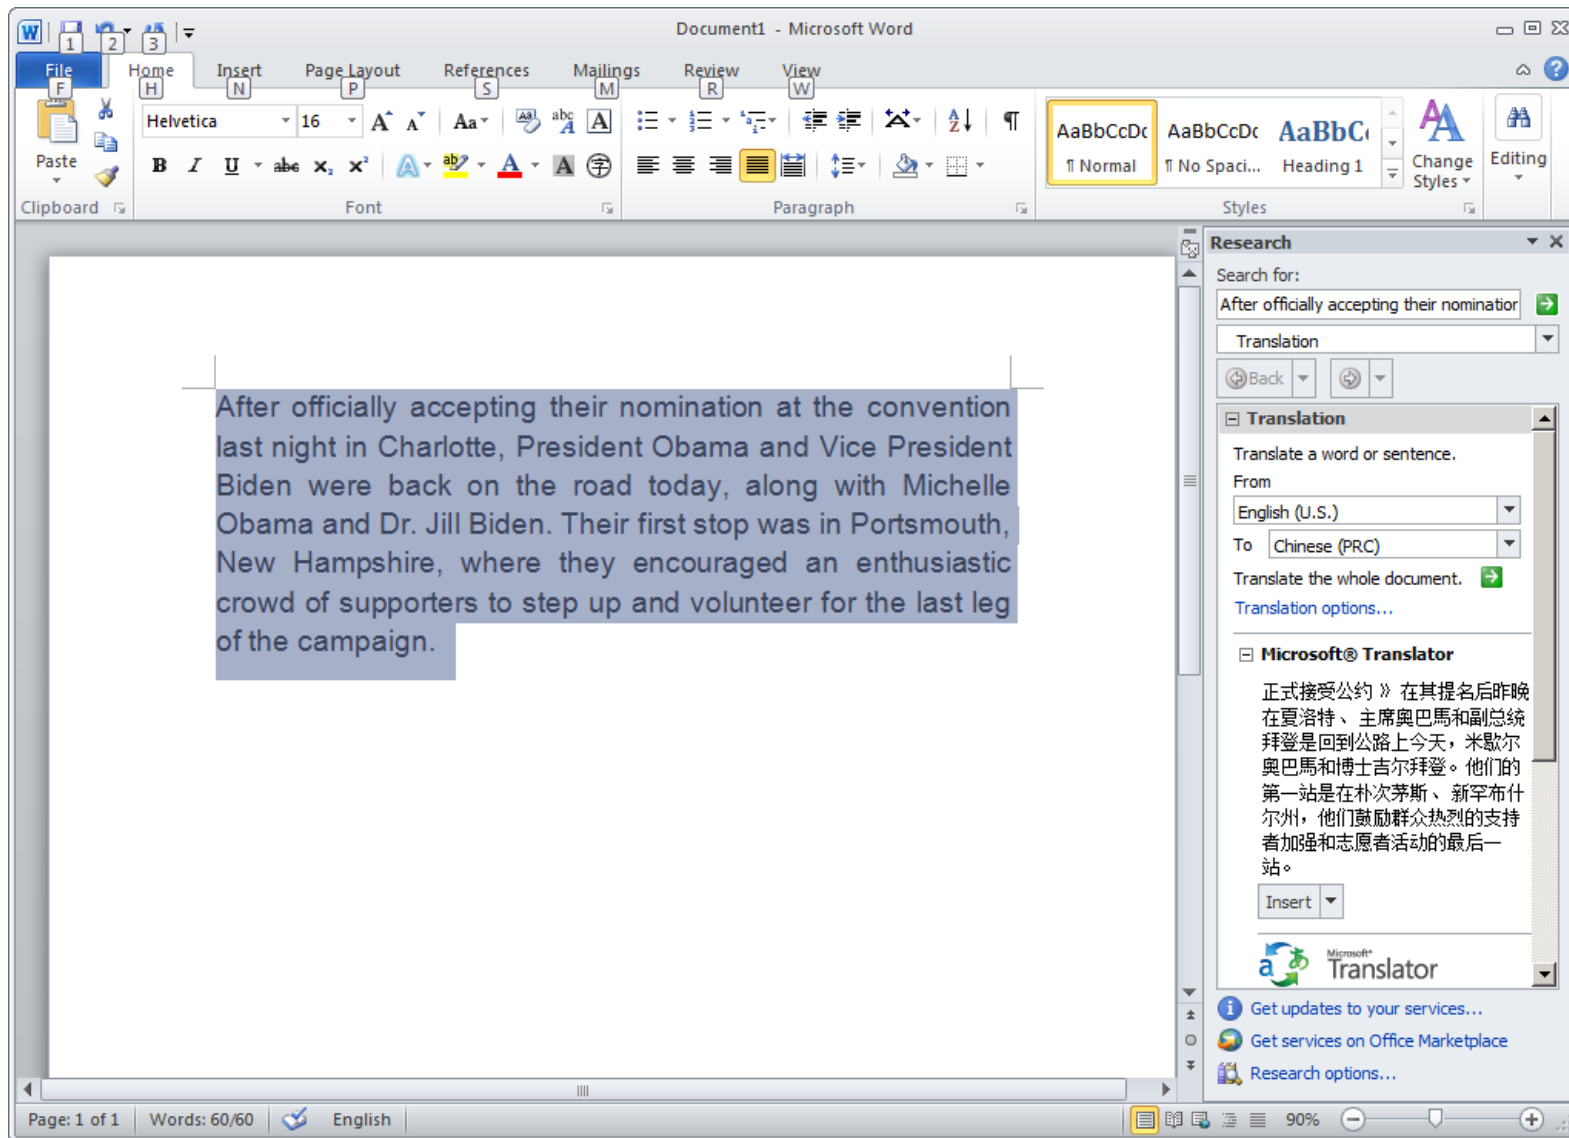 Document1 - Microsoft Word
1 2 3
File Home Insert Page Layout References Mailings Review View
F H N P S M R W
Helvetica 16 Aa
AaBbCcDc AaBbCcDc AaBbC
Paste
¶ Normal ¶ No Spaci... Heading 1
Change Styles
Editing
Clipboard Font Paragraph Styles
Research
Search for:
After officially accepting their nomination
Translation
Back
Translation
Translate a word or sentence.
From
English (U.S.)
To Chinese (PRC)
Translate the whole document.
Translation options...
Microsoft® Translator
正式接受公约 》 在其提名后昨晚
在夏洛特、 主席奥巴馬和副总统
拜登是回到公路上今天，米歇尔
奥巴馬和博士吉尔拜登。他们的
第一站是在朴次茅斯、 新罕布什
尔州，他们鼓励群众热烈的支持
者加强和志愿者活动的最后一
站。
Insert
Microsoft®
Translator
Get updates to your services...
Get services on Office Marketplace
Research options...
After officially accepting their nomination at the convention
last night in Charlotte, President Obama and Vice President
Biden were back on the road today, along with Michelle
Obama and Dr. Jill Biden. Their first stop was in Portsmouth,
New Hampshire, where they encouraged an enthusiastic
crowd of supporters to step up and volunteer for the last leg
of the campaign.
Page: 1 of 1 Words: 60/60 English 90%